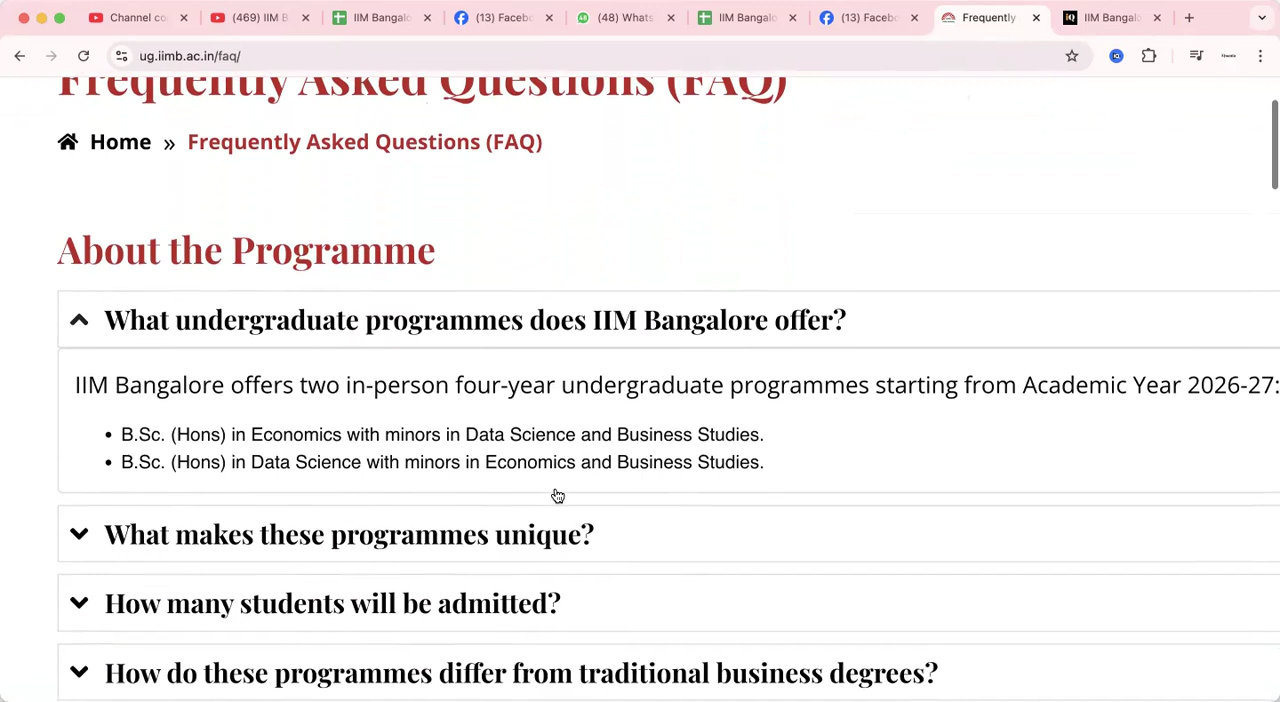 Channel co
(469) IIM B
IIM Bangalo
(13) Facebo
(48) Whats
IIM Bangalo
(13) Facebo
Frequently
iQ
IIM Bangalo
ug.iimb.ac.in/faq/
Frequently Asked Questions (FAQ)
Home » Frequently Asked Questions (FAQ)
About the Programme
What undergraduate programmes does IIM Bangalore offer?
IIM Bangalore offers two in-person four-year undergraduate programmes starting from Academic Year 2026-27:
• B.Sc. (Hons) in Economics with minors in Data Science and Business Studies.
• B.Sc. (Hons) in Data Science with minors in Economics and Business Studies.
What makes these programmes unique?
How many students will be admitted?
How do these programmes differ from traditional business degrees?